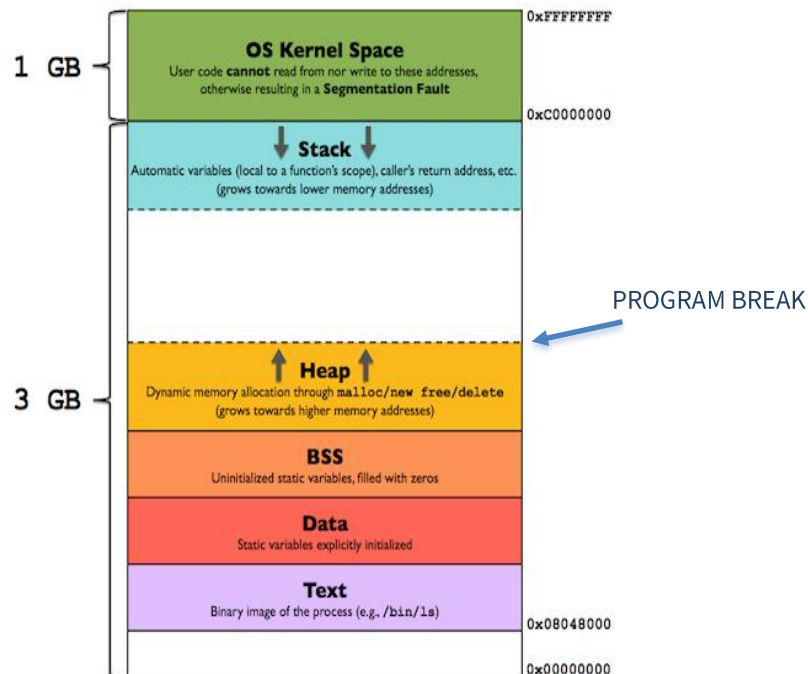 0xFFFFFFFF
OS Kernel Space
1 GB
User code cannot read from nor write to these addresses,
otherwise resulting in a Segmentation Fault
0xC0000000
Stack
Automatic variables (local to a function's scope), caller's return address, etc.
(grows towards lower memory addresses)
PROGRAM BREAK
Heap
Dynamic memory allocation through malloc/new free/delete
3 GB
(grows towards higher memory addresses)
BSS
Uninitialized static variables, filled with zeros
Data
Static variables explicitly initialized
Text
Binary image of the process (e.g., /bin/ls)
0x08048000
0x00000000